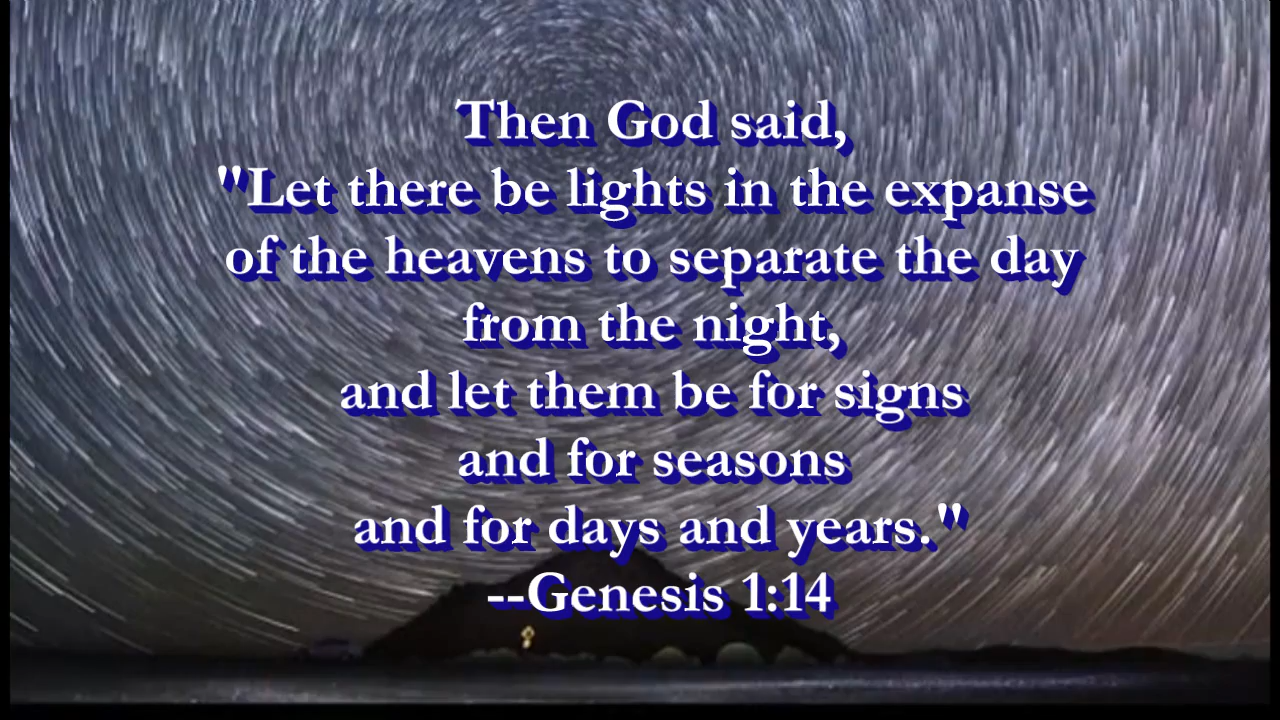 Then God said,
"Let there be lights in the expanse
of the heavens to separate the day
from the night,
and let them be for signs
and for seasons
and for days and years."
--Genesis 1:14